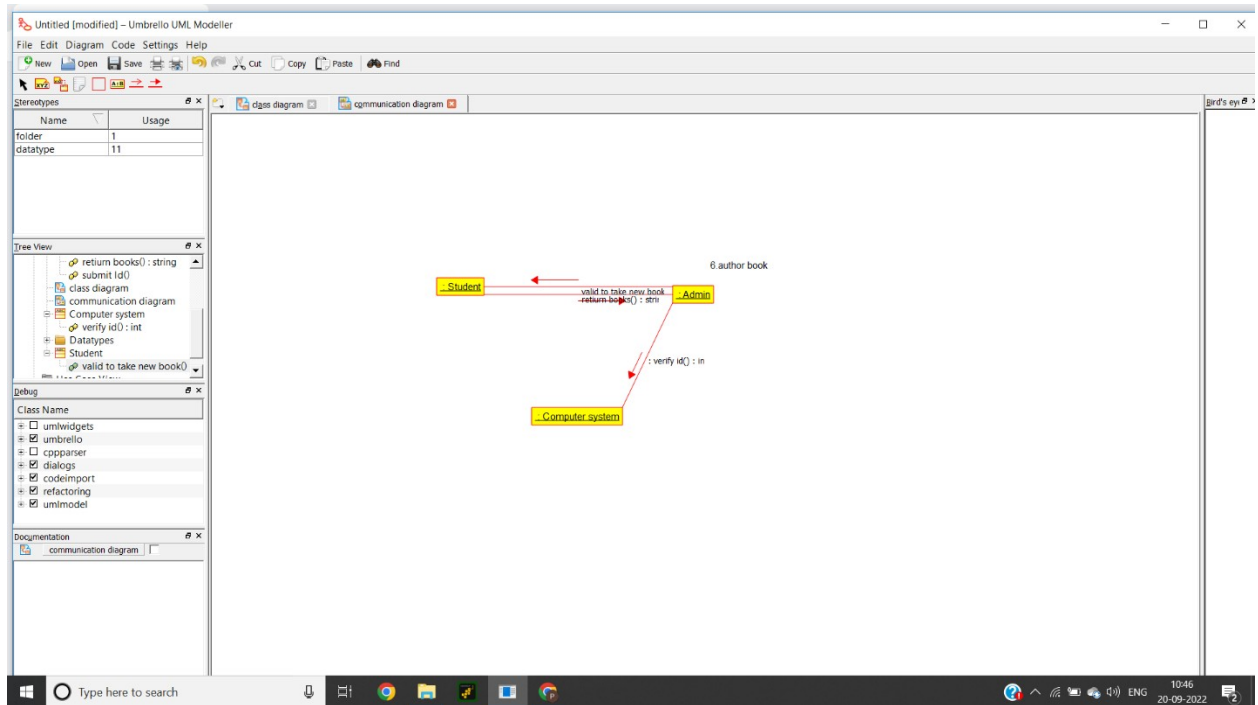 Untitled [modified] – Umbrello UML Modeller
File Edit Diagram Code Settings Help
New Open Save Cut Copy Paste Find
Stereotypes
class diagram communication diagram
Bird's eye
Name Usage
folder 1
datatype 11
Tree View
retiurn books() : string
submit Id()
class diagram
communication diagram
Computer system
verify id() : int
Datatypes
Student
valid to take new book()
6.author book
: Student
valid to take new book
retiurn books() : strin
: Admin
: verify id() : in
: Computer system
Debug
Class Name
umlwidgets
umbrello
cppparser
dialogs
codeimport
refactoring
umlmodel
Documentation
communication diagram
Type here to search
ENG
10:46
20-09-2022
2